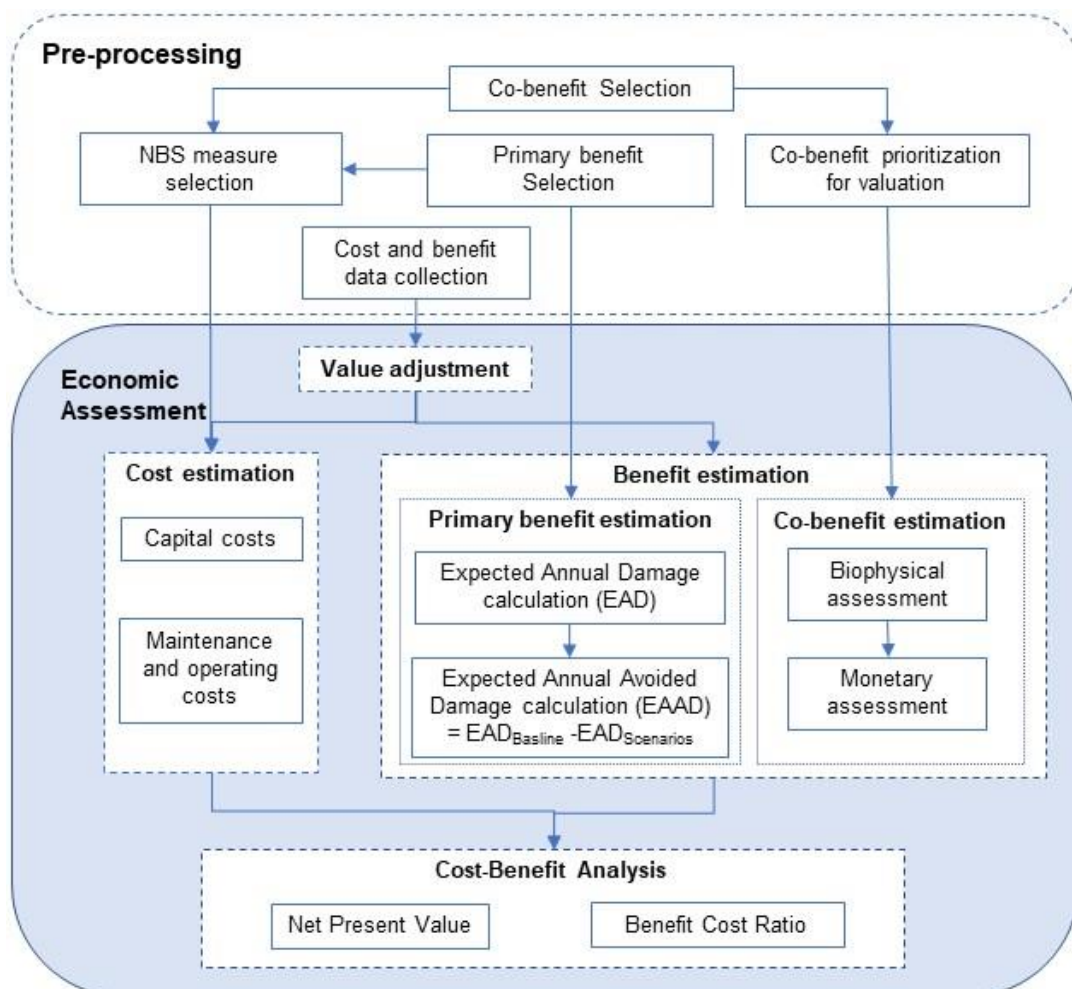 Pre-processing
Co-benefit Selection
NBS measure
selection
Primary benefit
Selection
Co-benefit prioritization
for valuation
Cost and benefit
data collection
Economic
Assessment
Value adjustment
Cost estimation
Capital costs
Maintenance
and operating
costs
Benefit estimation
Primary benefit estimation
Expected Annual Damage
calculation (EAD)
Expected Annual Avoided
Damage calculation (EAAD)
= EADBasline -EADScenarios
Co-benefit estimation
Biophysical
assessment
Monetary
assessment
Cost-Benefit Analysis
Net Present Value
Benefit Cost Ratio